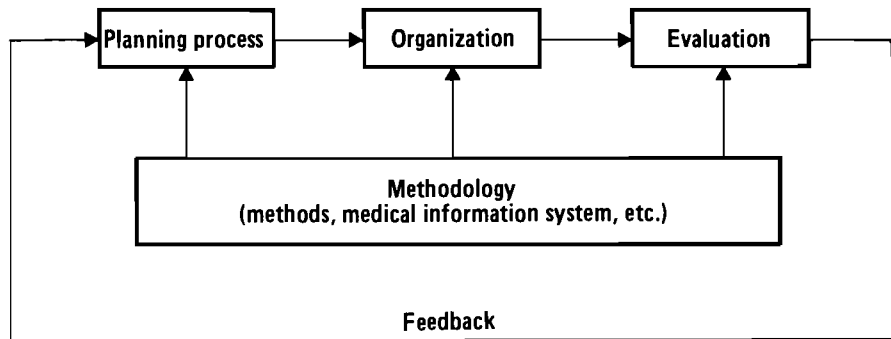 Planning process
Organization
Evaluation
Methodology
(methods, medical information system, etc.)
Feedback